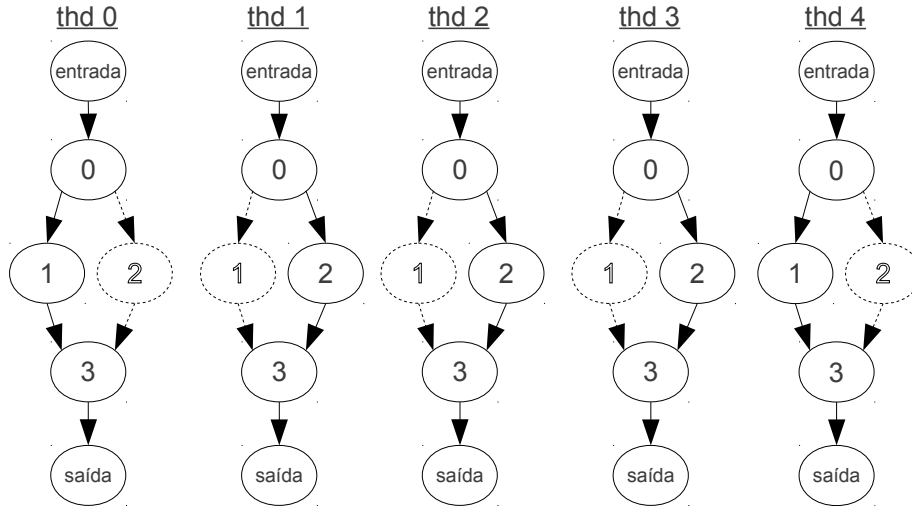 thd 0 thd 1 thd 2 thd 3 thd 4
entrada entrada entrada entrada entrada
0 0 0 0 0
1 2 1 2 1 2 1 2 1 2
3 3 3 3 3
saída saída saída saída saída